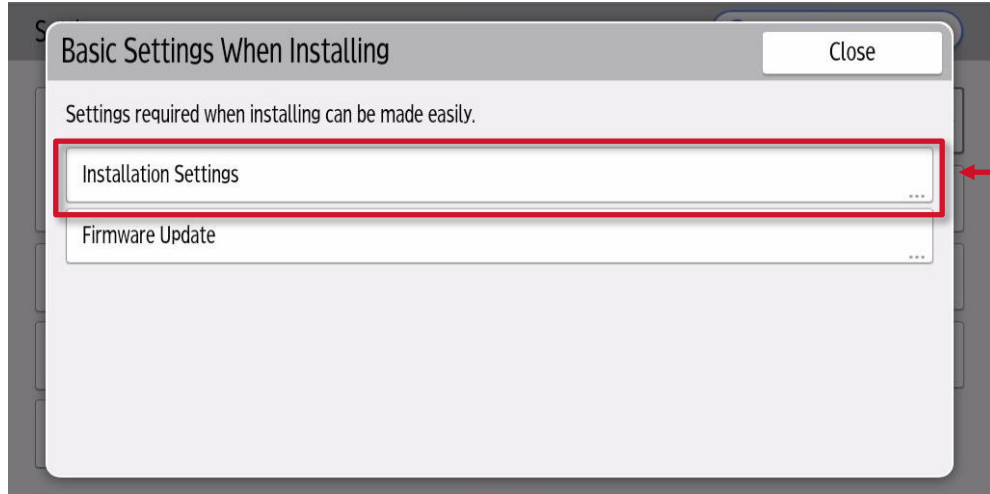 Basic Settings When Installing
Close
Settings required when installing can be made easily.
Installation Settings
...
Firmware Update
...